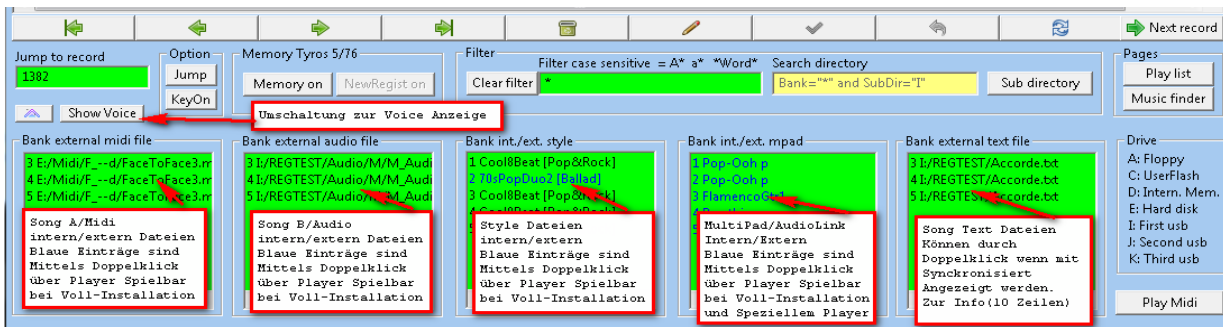 Next record
Jump to record
1382
Show Voice
Option
Jump
KeyOn
Memory Tyros 5/76
Memory on
NewRegist on
Umschaltung zur Voice Anzeige
Filter
Filter case sensitive = A* a* *Word*
Clear filter
*
Search directory
Bank="*" and SubDir="I"
Sub directory
Pages
Play list
Music finder
Bank external midi file
3 E:/Midi/F_--d/FaceToFace3.m
4 E:/Midi/F_--d/FaceToFace3.m
5 E:/Midi/F_--d/FaceToFace3.m
Song A/Midi
intern/extern Dateien
Blaue Einträge sind
Mittels Doppelklick
über Player Spielbar
bei Voll-Installation
Bank external audio file
3 I:/REGTEST/Audio/M/M_Audi
4 I:/REGTEST/Audio/M/M_Audi
5 I:/REGTEST/Audio/M/M_Audi
Song B/Audio
intern/extern Dateien
Blaue Einträge sind
Mittels Doppelklick
über Player Spielbar
bei Voll-Installation
Bank int./ext. style
1 Cool8Beat [Pop&Rock]
2 70sPopDuo2 [Ballad]
3 Cool8Beat [Pop&Rock]
Style Dateien
intern/extern
Blaue Einträge sind
Mittels Doppelklick
über Player Spielbar
bei Voll-Installation
Bank int./ext. mpad
1 Pop-Ooh p
2 Pop-Ooh p
3 FlamencoGtr1
MultiPad/AudioLink
Intern/Extern
Blaue Einträge sind
Mittels Doppelklick
über Player Spielbar
bei Voll-Installation
und Speziellem Player
Bank external text file
3 I:/REGTEST/Accorde.txt
4 I:/REGTEST/Accorde.txt
5 I:/REGTEST/Accorde.txt
Song Text Dateien
Können durch
Doppelklick wenn mit
Synckronisiert
Angezeigt werden.
Zur Info(10 Zeilen)
Drive
A: Floppy
C: UserFlash
D: Intern. Mem.
E: Hard disk
I: First usb
J: Second usb
K: Third usb
Play Midi